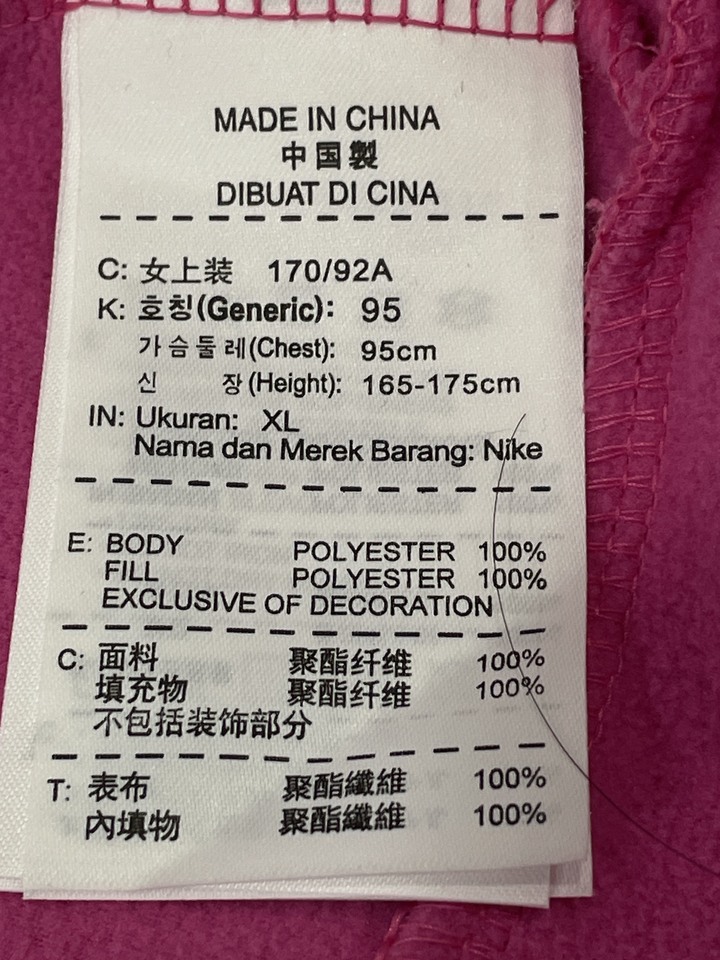 MADE IN CHINA
中国製
DIBUAT DI CINA
C: 女上装 170/92A
K: 호칭(Generic): 95
가슴둘레(Chest): 95cm
신 장(Height): 165-175cm
IN: Ukuran: XL
Nama dan Merek Barang: Nike
E: BODY POLYESTER 100%
FILL POLYESTER 100%
EXCLUSIVE OF DECORATION
C: 面料 聚酯纤维 100%
填充物 聚酯纤维 100%
不包括装饰部分
T: 表布 聚酯纖維 100%
內填物 聚酯纖維 100%